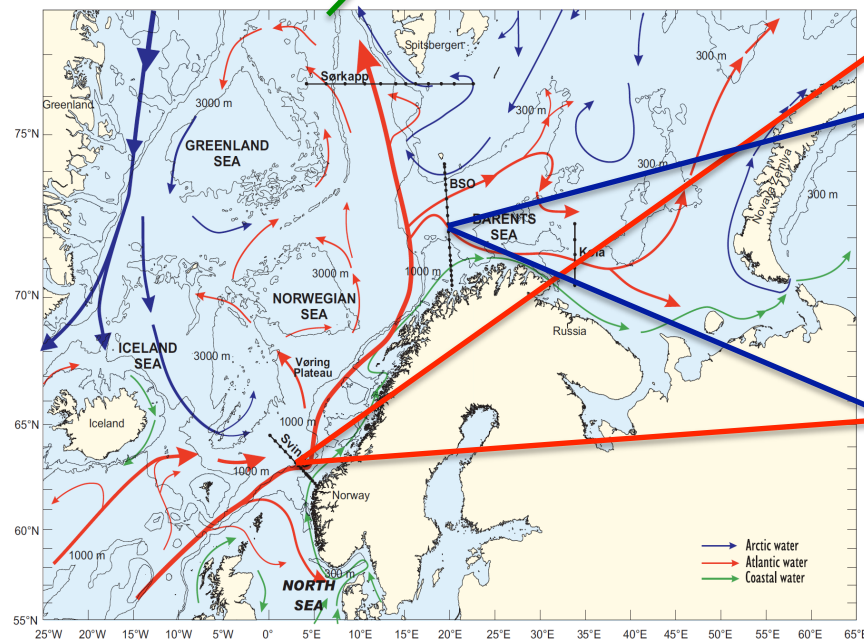 Spitsbergen
300 m
Sørkapp
Greenland
3000 m
300 m
75°N
GREENLAND
SEA
300 m
Novaya Zemlya
BSO
300 m
BARENTS
SEA
Kola
1000 m
3000 m
70°N
NORWEGIAN
SEA
Russia
ICELAND
SEA
3000 m
Vøring
Plateau
65°N
1000 m
Iceland
Svin
1000 m
Norway
60°N
1000 m
Arctic water
Atlantic water
300 m
Coastal water
NORTH
SEA
55°N
25°W 20°W 15°W 10°W 5°W 0° 5°E 10°E 15°E 20°E 25°E 30°E 35°E 40°E 45°E 50°E 55°E 60°E 65°